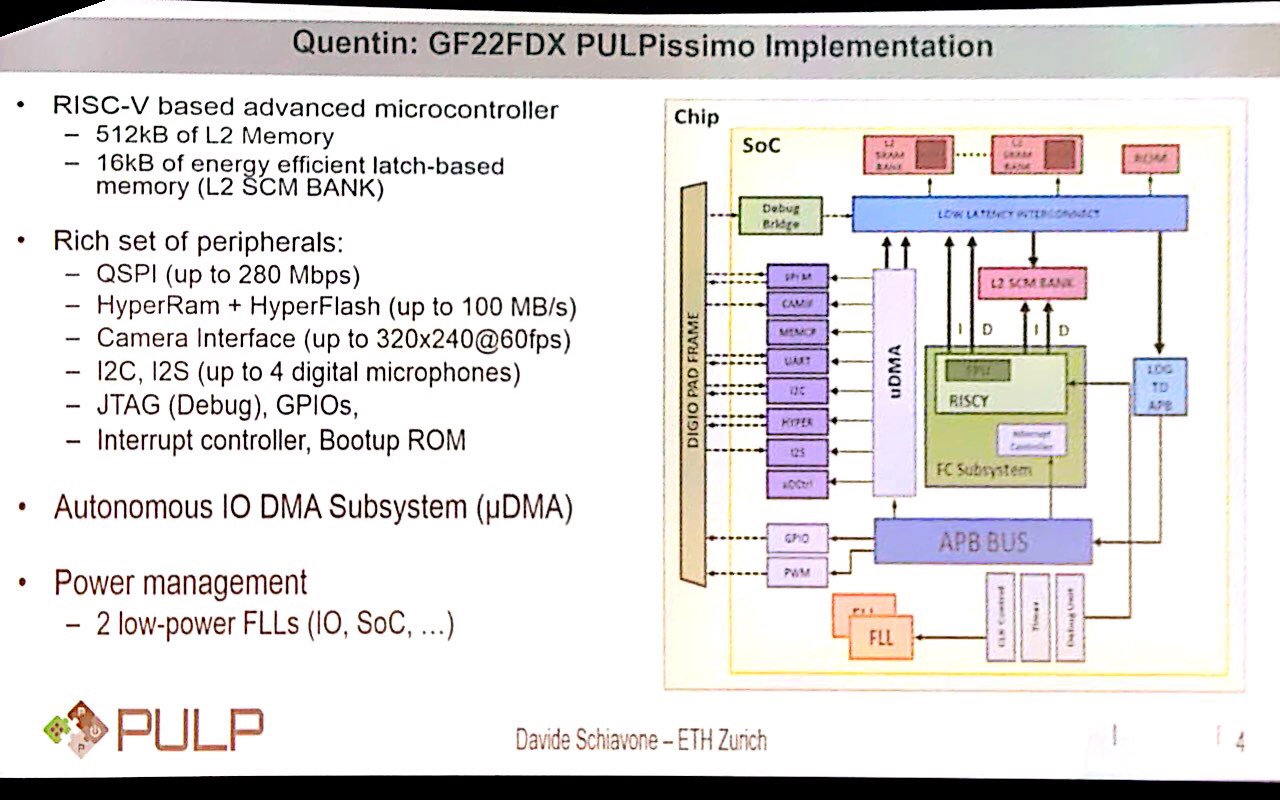 Quentin: GF22FDX PULPissimo Implementation
• RISC-V based advanced microcontroller
– 512kB of L2 Memory
– 16kB of energy efficient latch-based
memory (L2 SCM BANK)
• Rich set of peripherals:
– QSPI (up to 280 Mbps)
– HyperRam + HyperFlash (up to 100 MB/s)
– Camera Interface (up to 320x240@60fps)
– I2C, I2S (up to 4 digital microphones)
– JTAG (Debug), GPIOs,
– Interrupt controller, Bootup ROM
• Autonomous IO DMA Subsystem (µDMA)
• Power management
– 2 low-power FLLs (IO, SoC, …)
Chip
SoC
L2
SRAM
BANK
L2
SRAM
BANK
ROM
Debug
Bridge
LOW LATENCY INTERCONNECT
DIGIO PAD FRAME
SPI M
CAMIF
UART
I2C
HYPER
I2S
uDMA
L2 SCM BANK
I D I D
FPU
RISCY
Interrupt
Controller
FC Subsystem
LOG
TO
APB
GPIO
PWM
APB BUS
FLL
FLL
CLK Control
Timer
Debug Unit
PULP
Davide Schiavone – ETH Zurich
4